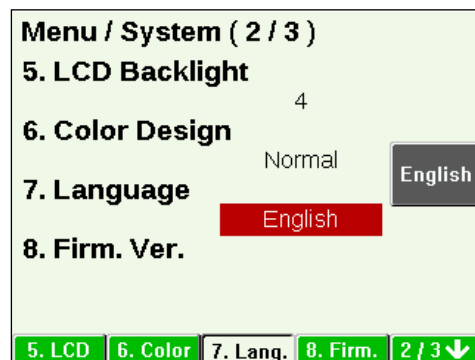 Menu / System ( 2 / 3 )
5. LCD Backlight
4
6. Color Design
Normal
English
7. Language
English
8. Firm. Ver.
5. LCD 6. Color 7. Lang. 8. Firm. 2 / 3